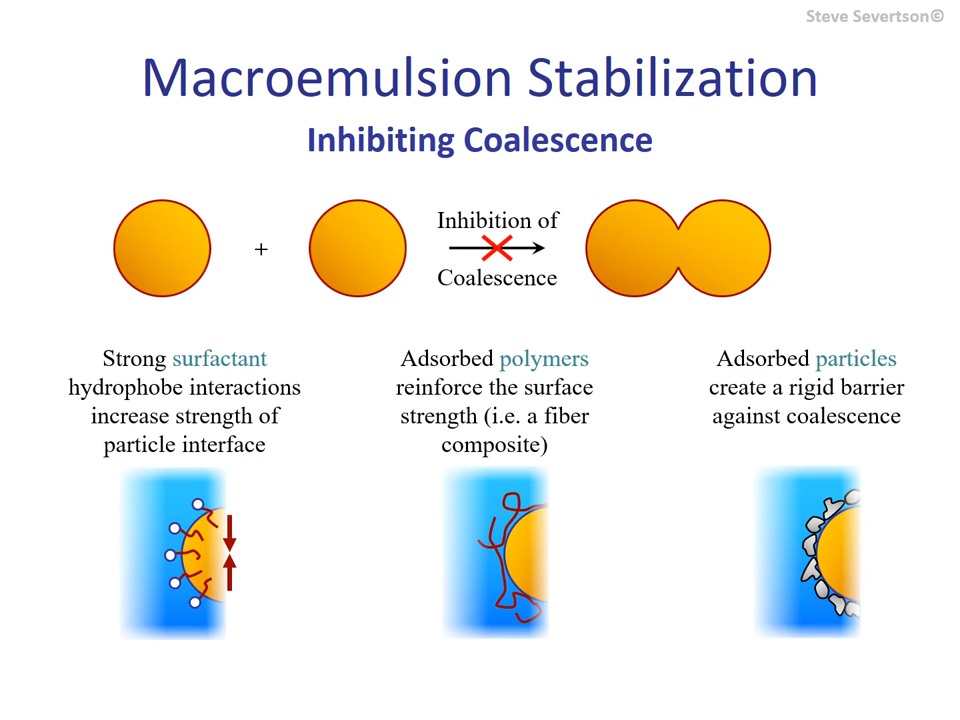 Steve Severtson©
Macroemulsion Stabilization
Inhibiting Coalescence
+
Inhibition of
Coalescence
Strong surfactant
hydrophobe interactions
increase strength of
particle interface
Adsorbed polymers
reinforce the surface
strength (i.e. a fiber
composite)
Adsorbed particles
create a rigid barrier
against coalescence